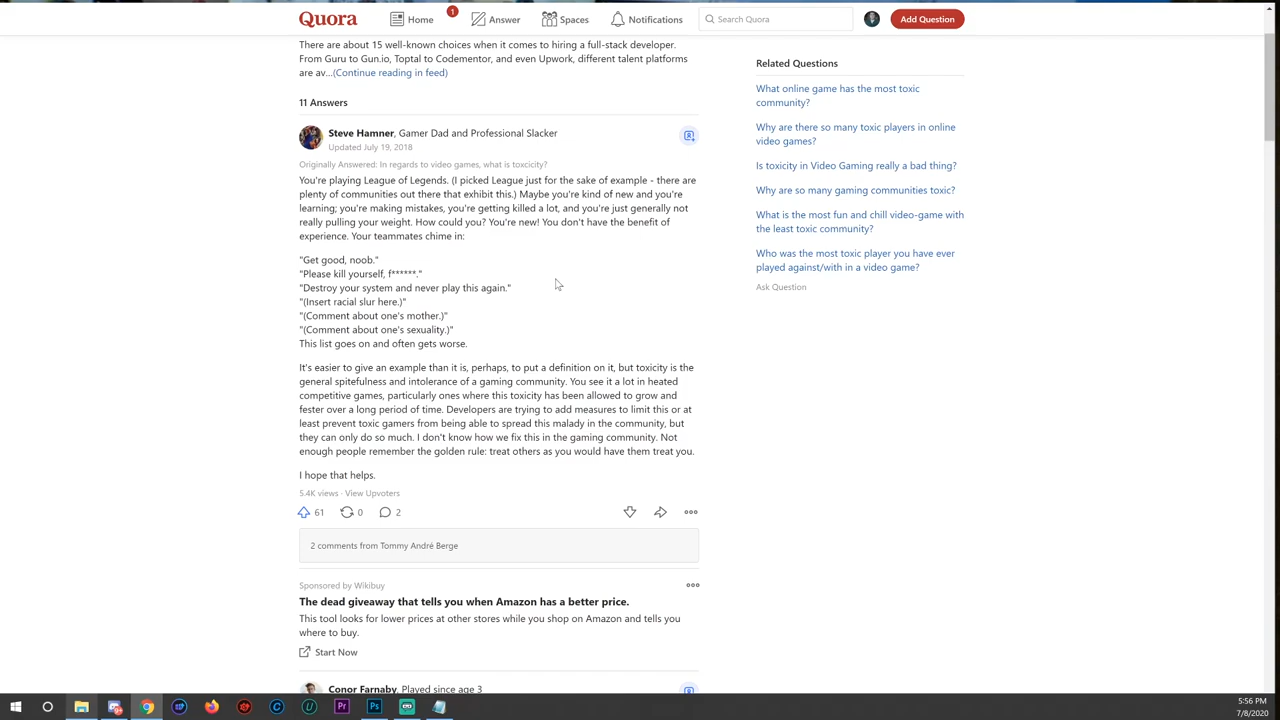 Quora
Home
1
Answer
Spaces
Notifications
Search Quora
Add Question
There are about 15 well-known choices when it comes to hiring a full-stack developer.
From Guru to Gun.io, Toptal to Codementor, and even Upwork, different talent platforms
are av...(Continue reading in feed)
11 Answers
Steve Hamner, Gamer Dad and Professional Slacker
Updated July 19, 2018
Originally Answered: In regards to video games, what is toxcicity?
You're playing League of Legends. (I picked League just for the sake of example - there are
plenty of communities out there that exhibit this.) Maybe you're kind of new and you're
learning; you're making mistakes, you're getting killed a lot, and you're just generally not
really pulling your weight. How could you? You're new! You don't have the benefit of
experience. Your teammates chime in:
"Get good, noob."
"Please kill yourself, f******."
"Destroy your system and never play this again."
"(Insert racial slur here.)"
"(Comment about one's mother.)"
"(Comment about one's sexuality.)"
This list goes on and often gets worse.
It's easier to give an example than it is, perhaps, to put a definition on it, but toxicity is the
general spitefulness and intolerance of a gaming community. You see it a lot in heated
competitive games, particularly ones where this toxicity has been allowed to grow and
fester over a long period of time. Developers are trying to add measures to limit this or at
least prevent toxic gamers from being able to spread this malady in the community, but
they can only do so much. I don't know how we fix this in the gaming community. Not
enough people remember the golden rule: treat others as you would have them treat you.
I hope that helps.
5.4K views · View Upvoters
61
0
2
2 comments from Tommy André Berge
Sponsored by Wikibuy
The dead giveaway that tells you when Amazon has a better price.
This tool looks for lower prices at other stores while you shop on Amazon and tells you
where to buy.
Start Now
Conor Farnaby, Played since age 3
Related Questions
What online game has the most toxic
community?
Why are there so many toxic players in online
video games?
Is toxicity in Video Gaming really a bad thing?
Why are so many gaming communities toxic?
What is the most fun and chill video-game with
the least toxic community?
Who was the most toxic player you have ever
played against/with in a video game?
Ask Question
Pr
Ps
5:56 PM
7/8/2020